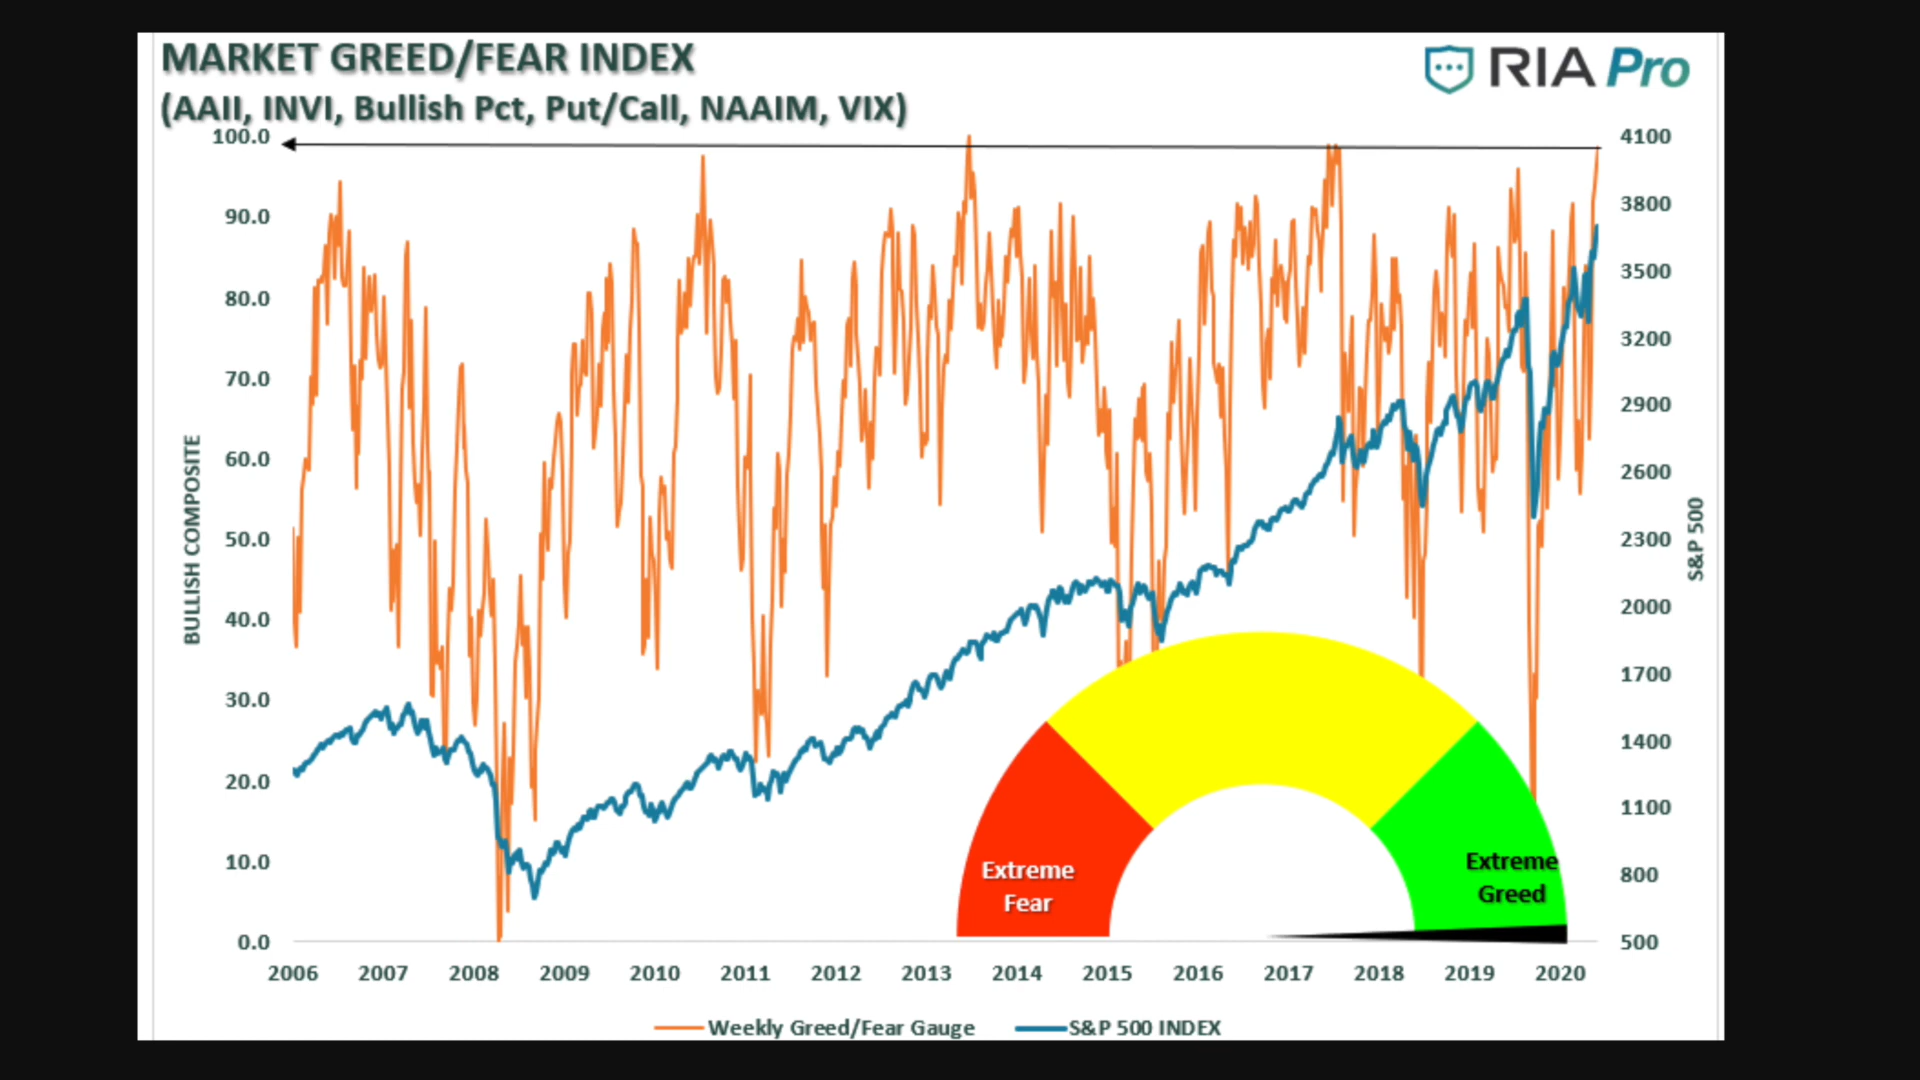 MARKET GREED/FEAR INDEX
(AAII, INVI, Bullish Pct, Put/Call, NAAIM, VIX)
RIA Pro
100.0
90.0
80.0
70.0
60.0
50.0
40.0
30.0
20.0
10.0
0.0
BULLISH COMPOSITE
4100
3800
3500
3200
2900
2600
2300
2000
1700
1400
1100
800
500
S&P 500
Extreme
Fear
Extreme
Greed
2006 2007 2008 2009 2010 2011 2012 2013 2014 2015 2016 2017 2018 2019 2020
Weekly Greed/Fear Gauge S&P 500 INDEX